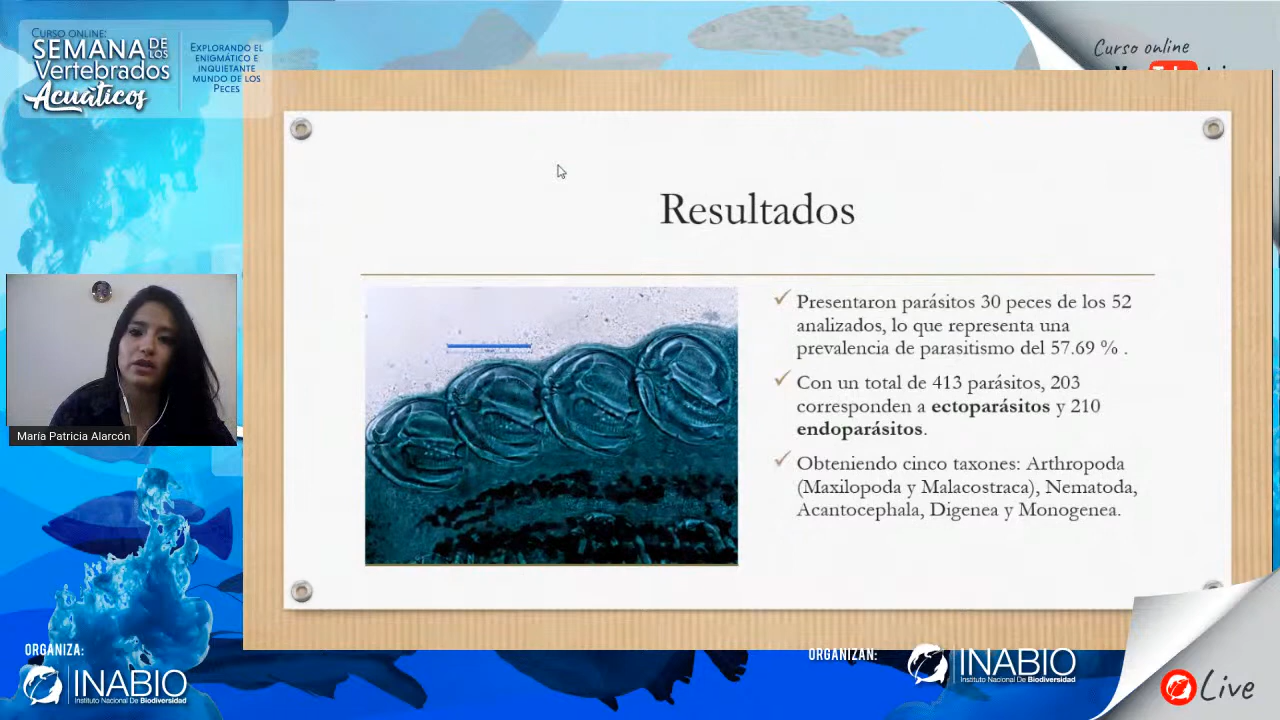 CURSO ONLINE:
SEMANA DE LOS
Vertebrados
Acuáticos
EXPLORANDO EL
ENIGMÁTICO E
INQUIETANTE
MUNDO DE LOS
PECES
Curso online
Resultados
Presentaron parásitos 30 peces de los 52
analizados, lo que representa una
prevalencia de parasitismo del 57.69 % .
Con un total de 413 parásitos, 203
corresponden a ectoparásitos y 210
endoparásitos.
Obteniendo cinco taxones: Arthropoda
(Maxilopoda y Malacostraca), Nematoda,
Acantocephala, Digenea y Monogenea.
María Patricia Alarcón
ORGANIZA:
INABIO
Instituto Nacional De Biodiversidad
ORGANIZAN:
INABIO
Instituto Nacional De Biodiversidad
Live